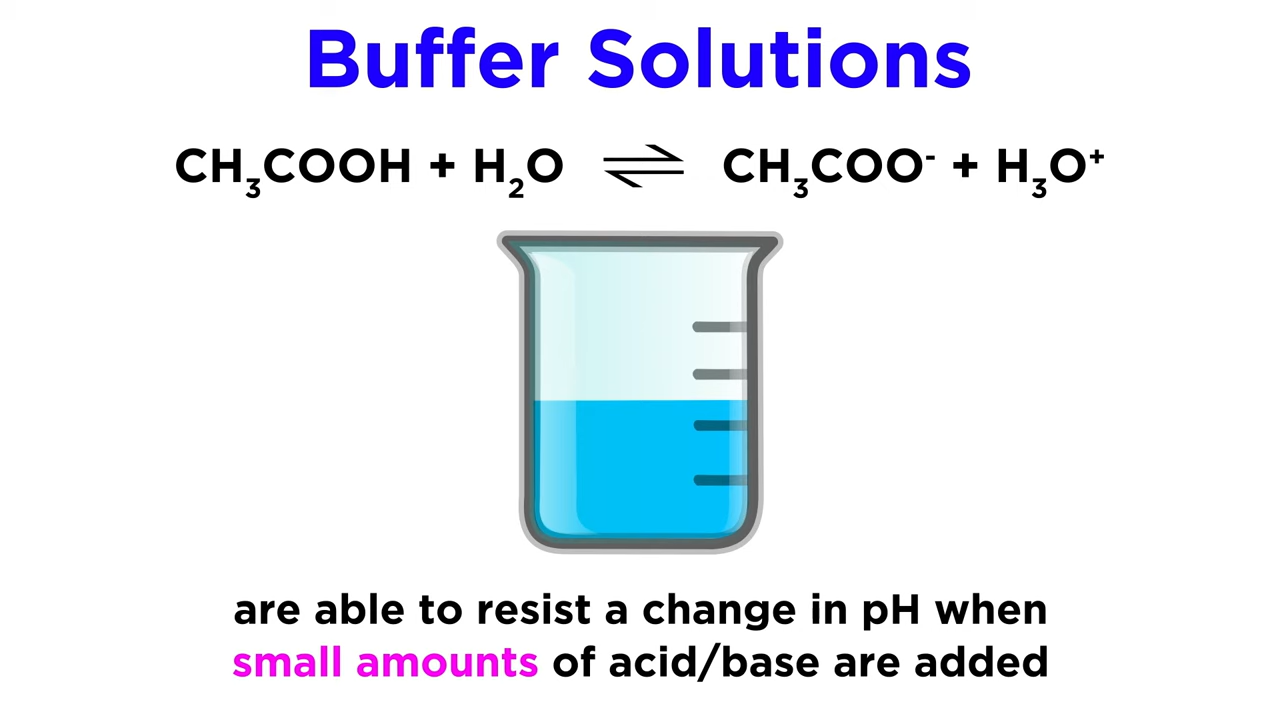 Buffer Solutions
CH₃COOH + H₂O ⇌ CH₃COO⁻ + H₃O⁺
are able to resist a change in pH when
small amounts of acid/base are added